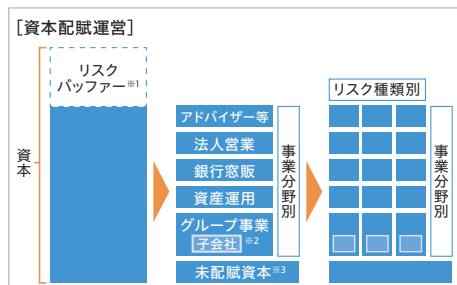 [資本配賦運営]
リスク
バッファー※1
資本
アドバイザー等
法人営業
銀行窓販
資産運用
グループ事業
子会社 ※2
未配賦資本※3
事業分野別
リスク種類別
事業分野別